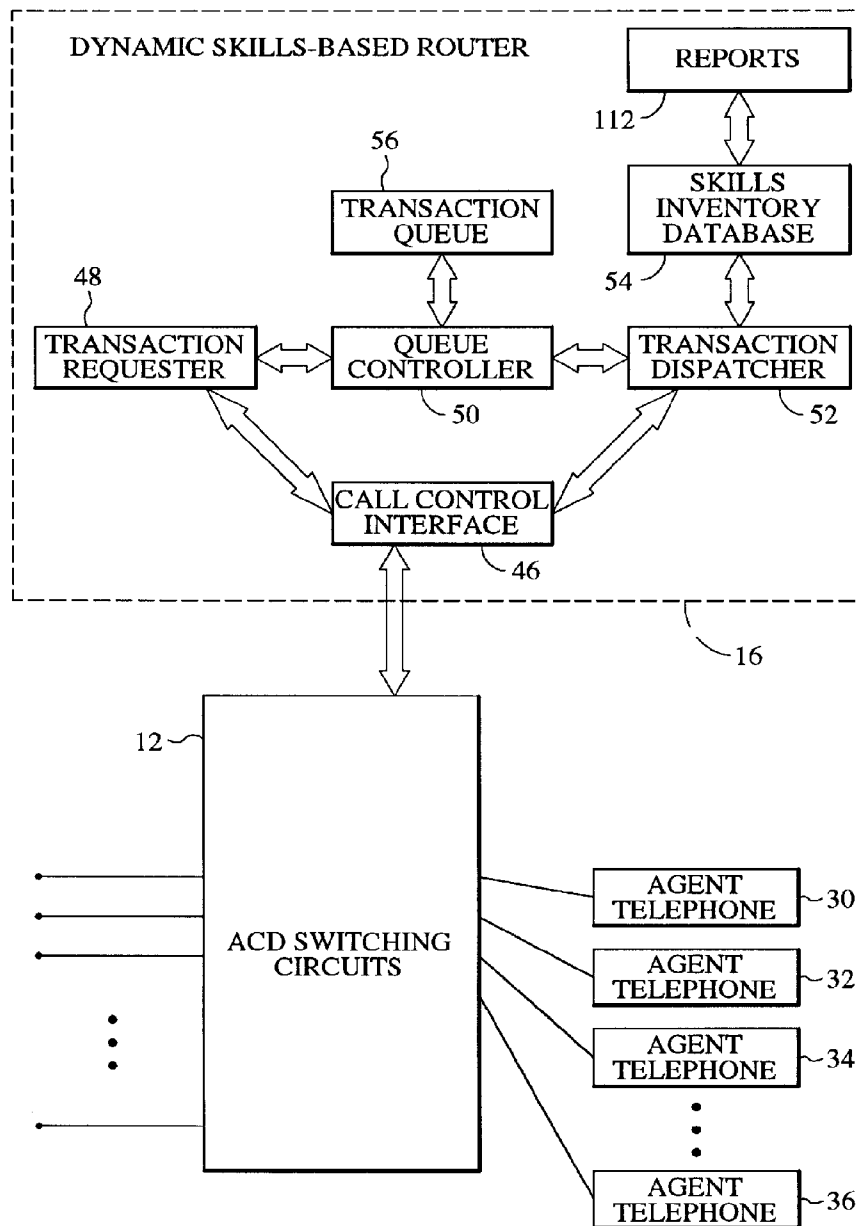 DYNAMIC SKILLS-BASED ROUTER
REPORTS
112
56
TRANSACTION
QUEUE
SKILLS
INVENTORY
DATABASE
54
48
TRANSACTION
REQUESTER
QUEUE
CONTROLLER
50
TRANSACTION
DISPATCHER
52
CALL CONTROL
INTERFACE
46
16
12
ACD SWITCHING
CIRCUITS
AGENT
TELEPHONE
30
AGENT
TELEPHONE
32
AGENT
TELEPHONE
34
AGENT
TELEPHONE
36